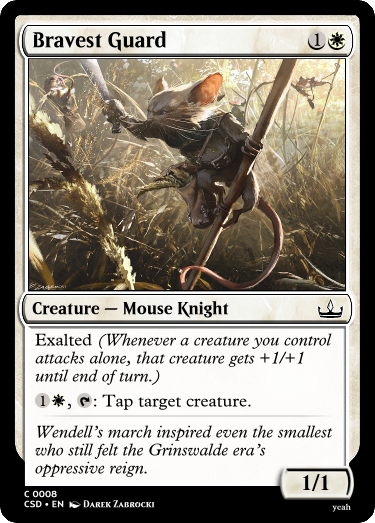 Bravest Guard
1
Creature — Mouse Knight
Exalted (Whenever a creature you control
attacks alone, that creature gets +1/+1
until end of turn.)
1, : Tap target creature.
Wendell's march inspired even the smallest
who still felt the Grinswalde era's
oppressive reign.
1/1
C 0008
CSD • EN Darek Zabrocki
yeah